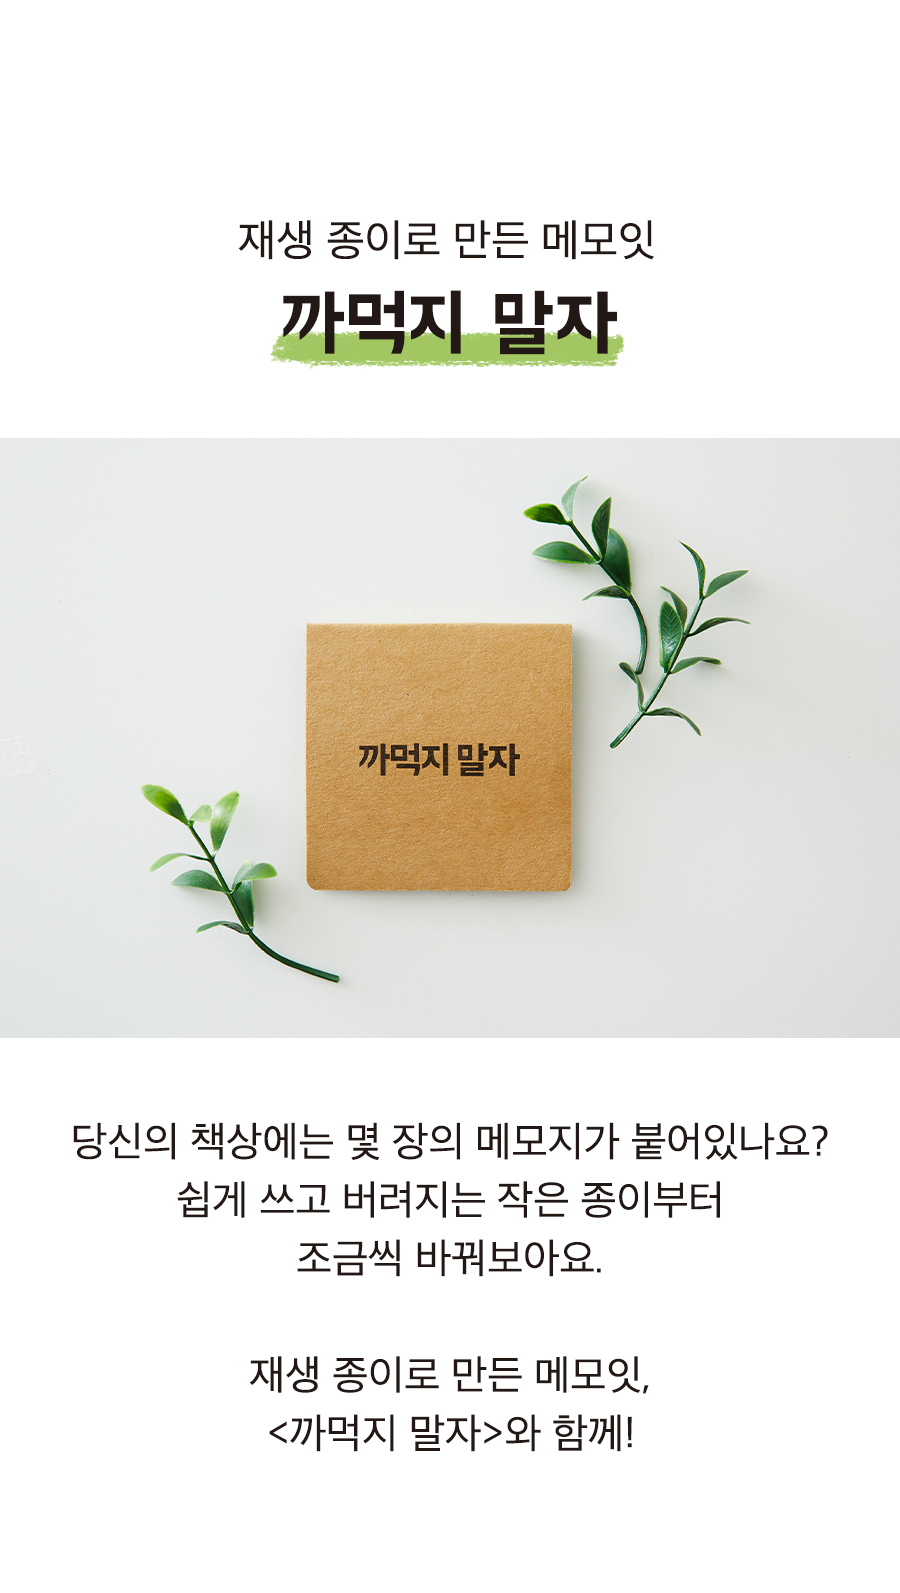 재생 종이로 만든 메모잇
까먹지 말자
까먹지 말자
당신의 책상에는 몇 장의 메모지가 붙어있나요?
쉽게 쓰고 버려지는 작은 종이부터
조금씩 바꿔보아요.
재생 종이로 만든 메모잇,
<까먹지 말자>와 함께!